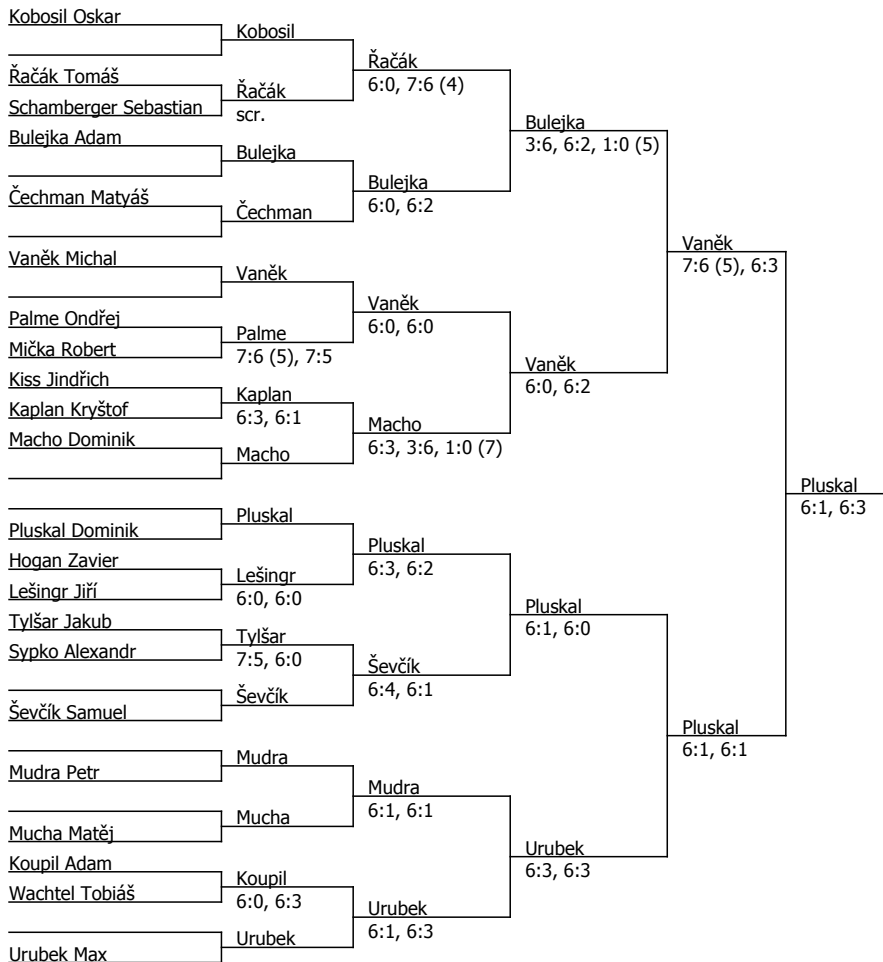 Kobosil Oskar
Řačák Tomáš
Schamberger Sebastian
Bulejka Adam
Čechman Matyáš
Vaněk Michal
Palme Ondřej
Mička Robert
Kiss Jindřich
Kaplan Kryštof
Macho Dominik
Pluskal Dominik
Hogan Zavier
Lešingr Jiří
Tylšar Jakub
Sypko Alexandr
Ševčík Samuel
Mudra Petr
Mucha Matěj
Koupil Adam
Wachtel Tobiáš
Urubek Max
Kobosil
Řačák
scr.
Bulejka
Čechman
Vaněk
Palme
7:6 (5), 7:5
Kaplan
6:3, 6:1
Macho
Pluskal
Lešingr
6:0, 6:0
Tylšar
7:5, 6:0
Ševčík
Mudra
Mucha
Koupil
6:0, 6:3
Urubek
Řačák
6:0, 7:6 (4)
Bulejka
6:0, 6:2
Vaněk
6:0, 6:0
Macho
6:3, 3:6, 1:0 (7)
Pluskal
6:3, 6:2
Ševčík
6:4, 6:1
Mudra
6:1, 6:1
Urubek
6:1, 6:3
Bulejka
3:6, 6:2, 1:0 (5)
Vaněk
6:0, 6:2
Pluskal
6:1, 6:0
Urubek
6:3, 6:3
Vaněk
7:6 (5), 6:3
Pluskal
6:1, 6:1
Pluskal
6:1, 6:3